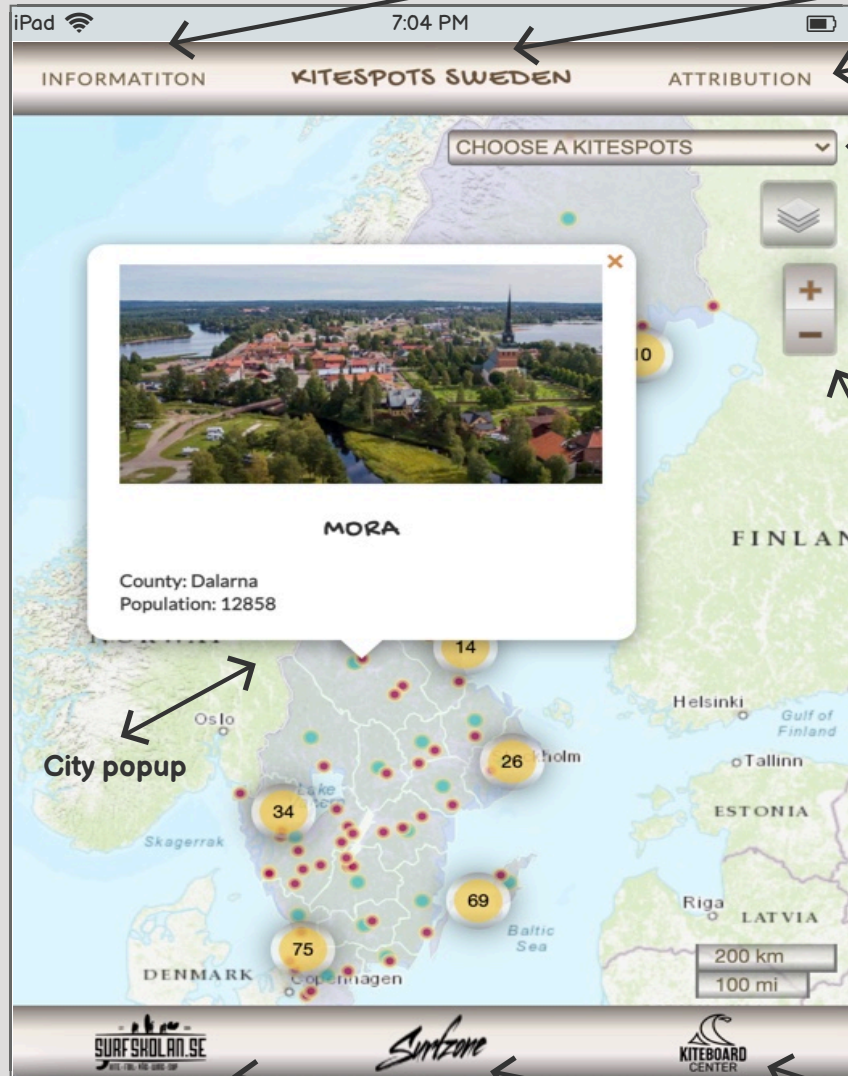 iPad 7:04 PM
INFORMATITON KITESPOTS SWEDEN ATTRIBUTION
CHOOSE A KITESPOTS
10
MORA
FINLAN
County: Dalarna
Population: 12858
14
Helsinki
Oslo
Gulf of
Finland
26
Tallinn
City popup
Lake
34
ESTONIA
Skagerrak
69
Riga
LATVIA
Baltic
Sea
75
200 km
DENMARK
Copenhagen
100 mi
SURFSKOLAN.SE
Surfzone
KITEBOARD
CENTER